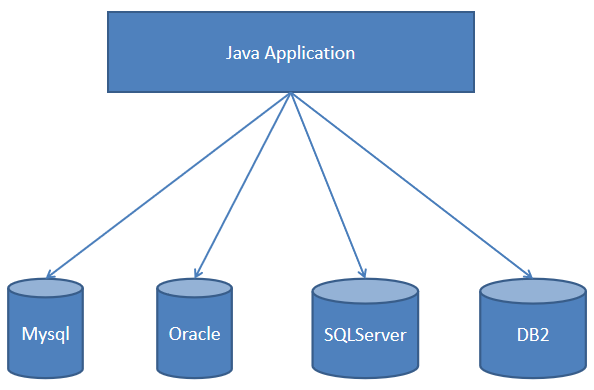 Java Application
Mysql
Oracle
SQLServer
DB2